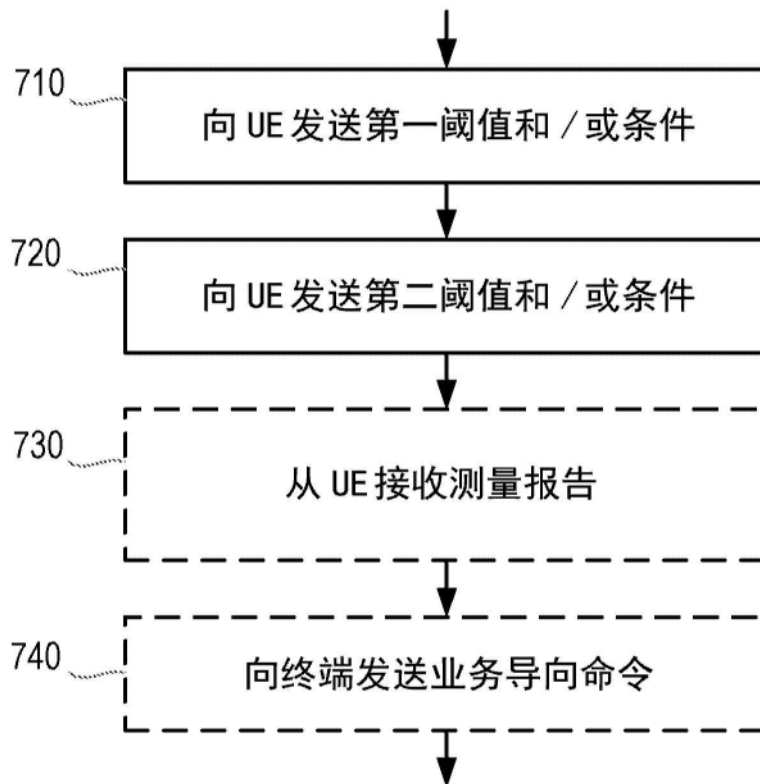 710
向 UE 发送第一阈值和 / 或条件
720
向 UE 发送第二阈值和 / 或条件
730
从 UE 接收测量报告
740
向终端发送业务导向命令